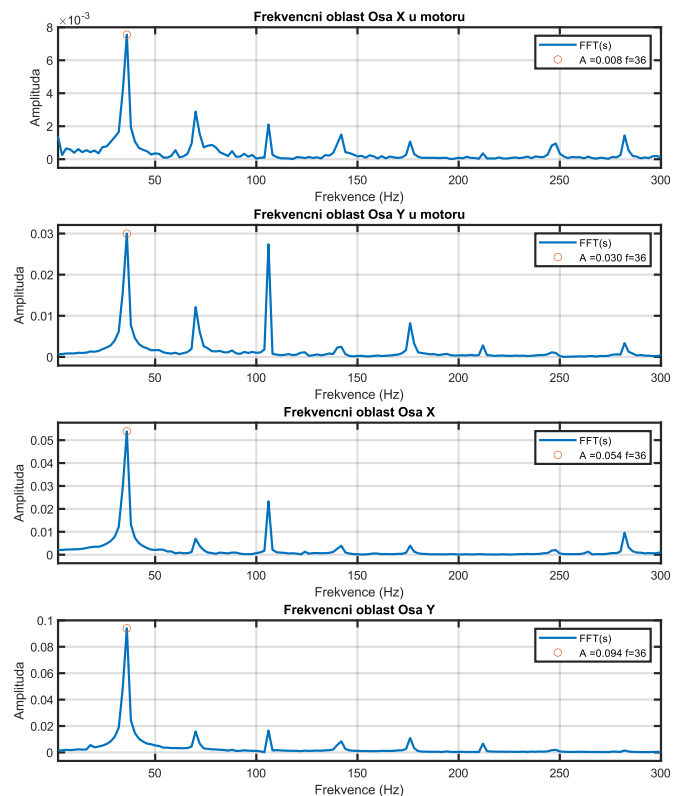 Frekvencni oblast Osa X u motoru
×10⁻³
8
6
4
2
0
Amplituda
FFT(s)
A =0.008 f=36
50 100 150 200 250 300
Frekvence (Hz)
Frekvencni oblast Osa Y u motoru
0.03
0.02
0.01
0
Amplituda
FFT(s)
A =0.030 f=36
50 100 150 200 250 300
Frekvence (Hz)
Frekvencni oblast Osa X
0.05
0.04
0.03
0.02
0.01
0
Amplituda
FFT(s)
A =0.054 f=36
50 100 150 200 250 300
Frekvence (Hz)
Frekvencni oblast Osa Y
0.1
0.08
0.06
0.04
0.02
0
Amplituda
FFT(s)
A =0.094 f=36
50 100 150 200 250 300
Frekvence (Hz)